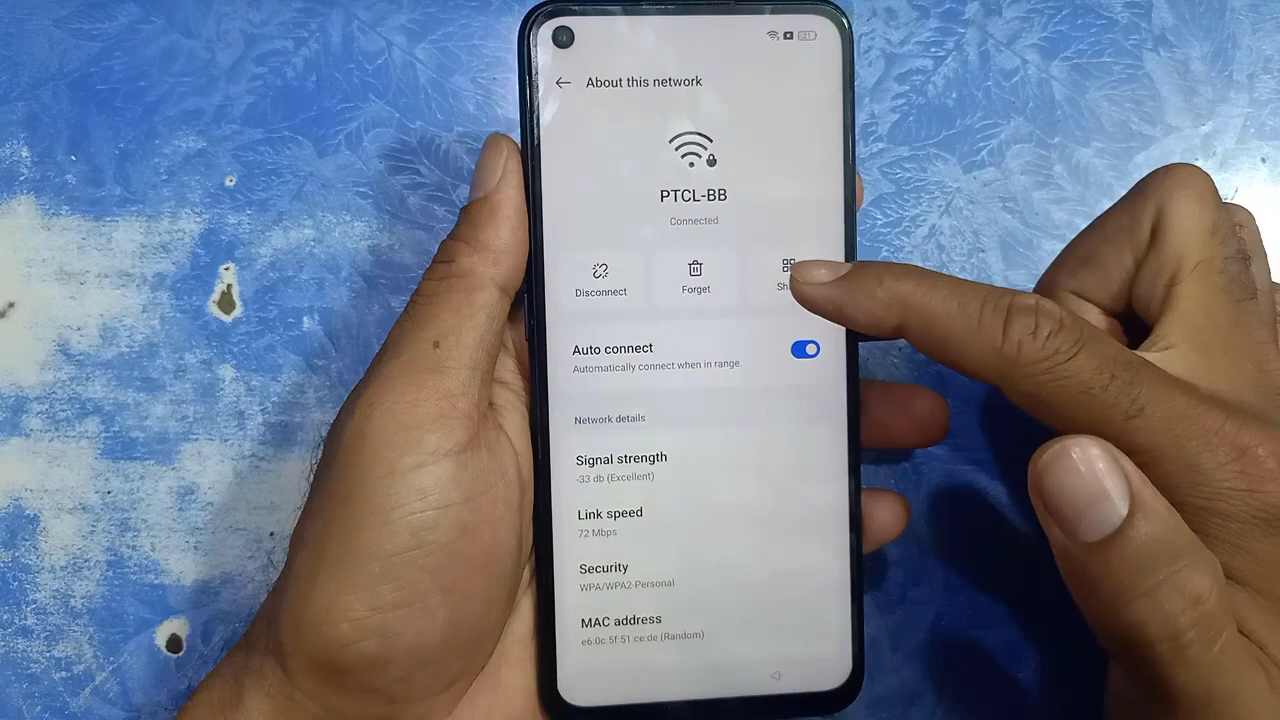 21
About this network
PTCL-BB
Connected
Disconnect
Forget
Auto connect
Automatically connect when in range.
Network details
Signal strength
-33 db (Excellent)
Link speed
72 Mbps
Security
WPA/WPA2-Personal
MAC address
e6:0c:5f:51:ce:de (Random)